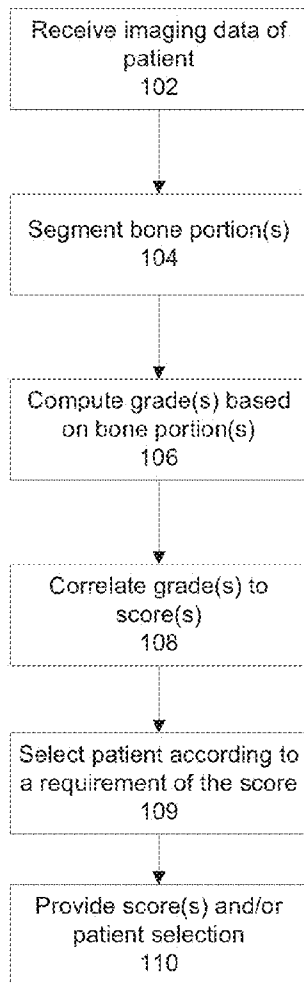 Receive imaging data of
patient
102
Segment bone portion(s)
104
Compute grade(s) based
on bone portion(s)
106
Correlate grade(s) to
score(s)
108
Select patient according to
a requirement of the score
109
Provide score(s) and/or
patient selection
110